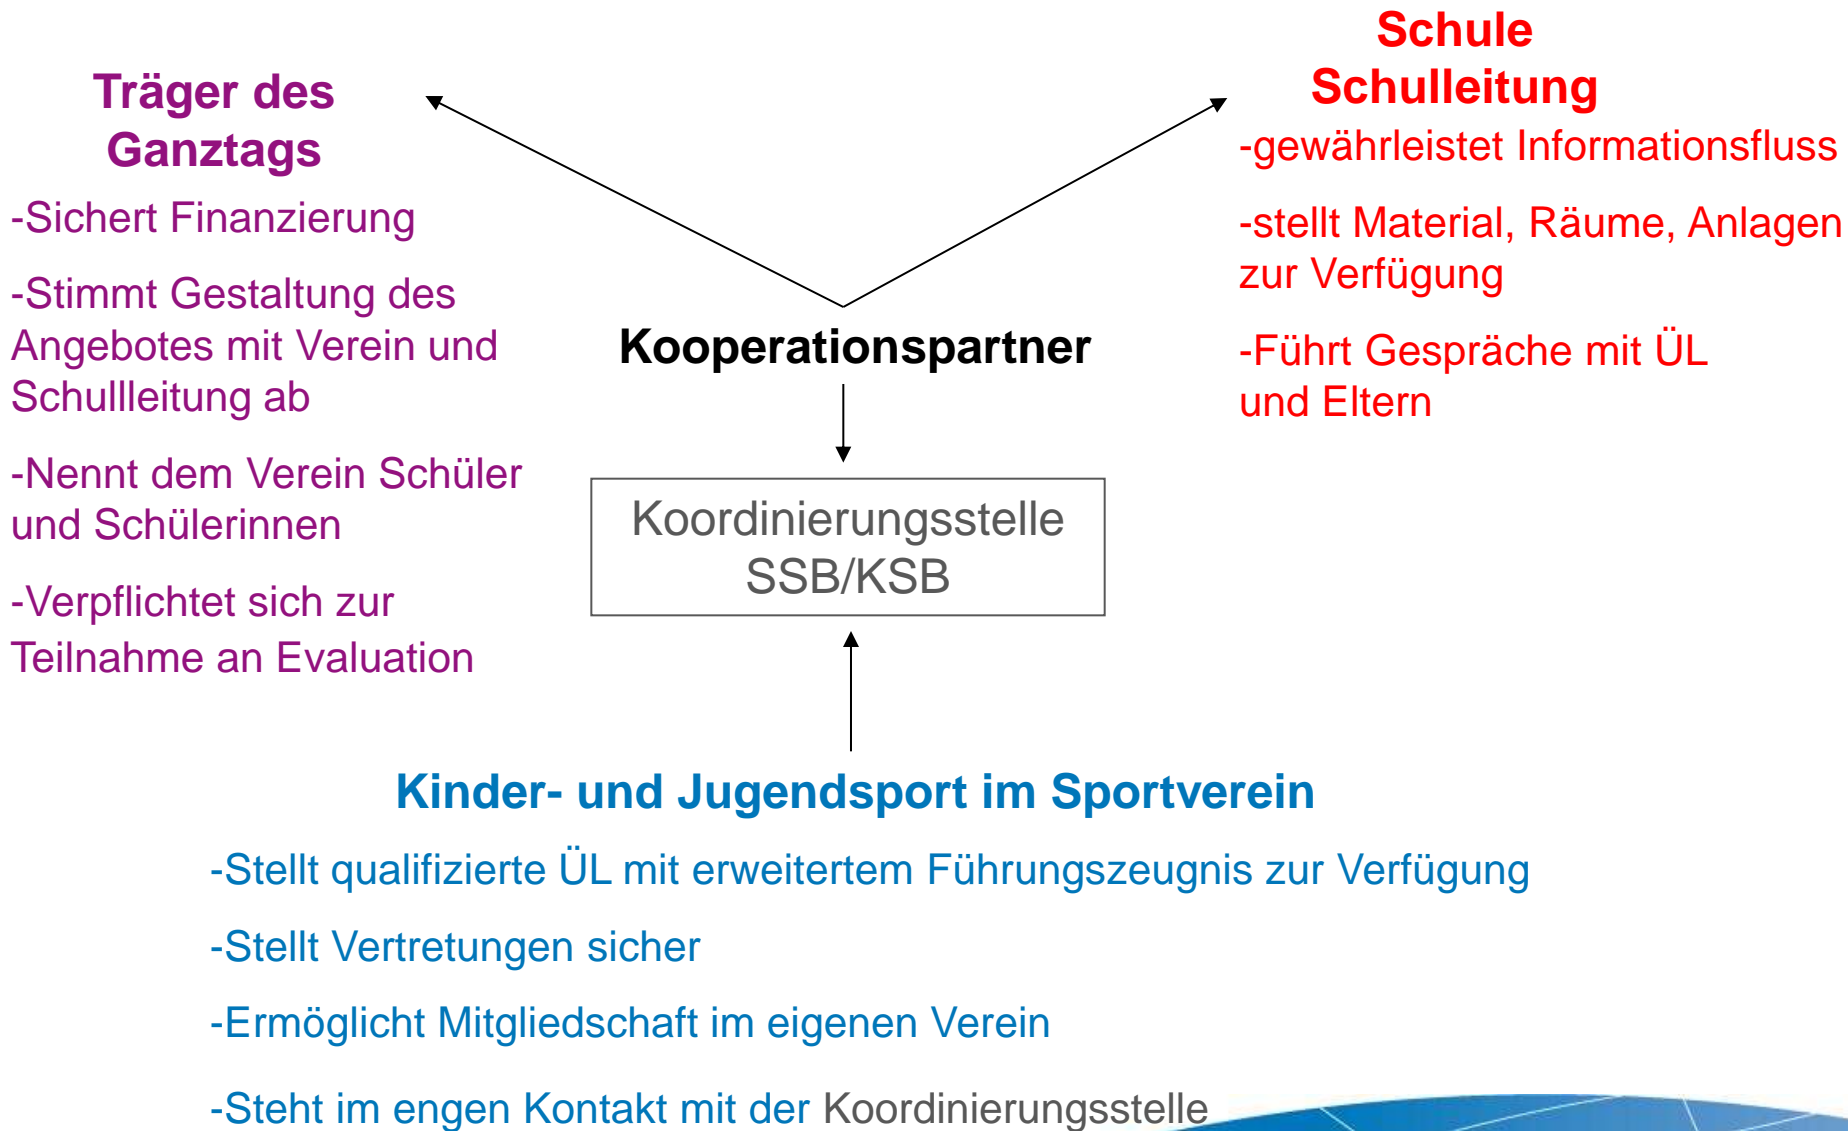 Träger des
Ganztags
-Sichert Finanzierung
-Stimmt Gestaltung des
Angebotes mit Verein und
Schullleitung ab
-Nennt dem Verein Schüler
und Schülerinnen
-Verpflichtet sich zur
Teilnahme an Evaluation
Schule
Schulleitung
-gewährleistet Informationsfluss
-stellt Material, Räume, Anlagen
zur Verfügung
-Führt Gespräche mit ÜL
und Eltern
Kooperationspartner
Koordinierungsstelle
SSB/KSB
Kinder- und Jugendsport im Sportverein
-Stellt qualifizierte ÜL mit erweitertem Führungszeugnis zur Verfügung
-Stellt Vertretungen sicher
-Ermöglicht Mitgliedschaft im eigenen Verein
-Steht im engen Kontakt mit der Koordinierungsstelle